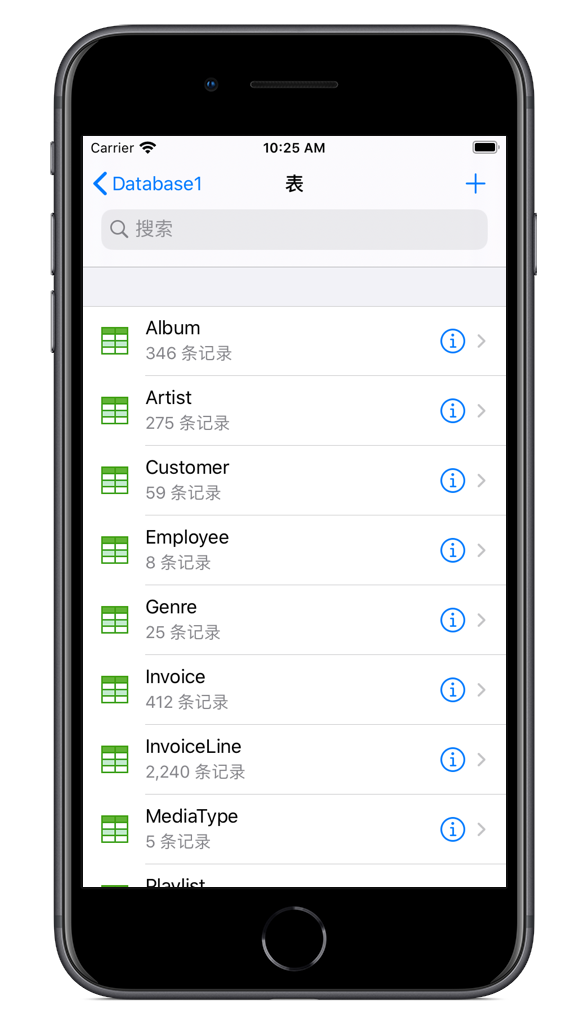 Carrier 10:25 AM
Database1 表
搜索
Album
346 条记录
Artist
275 条记录
Customer
59 条记录
Employee
8 条记录
Genre
25 条记录
Invoice
412 条记录
InvoiceLine
2,240 条记录
MediaType
5 条记录
Playlist